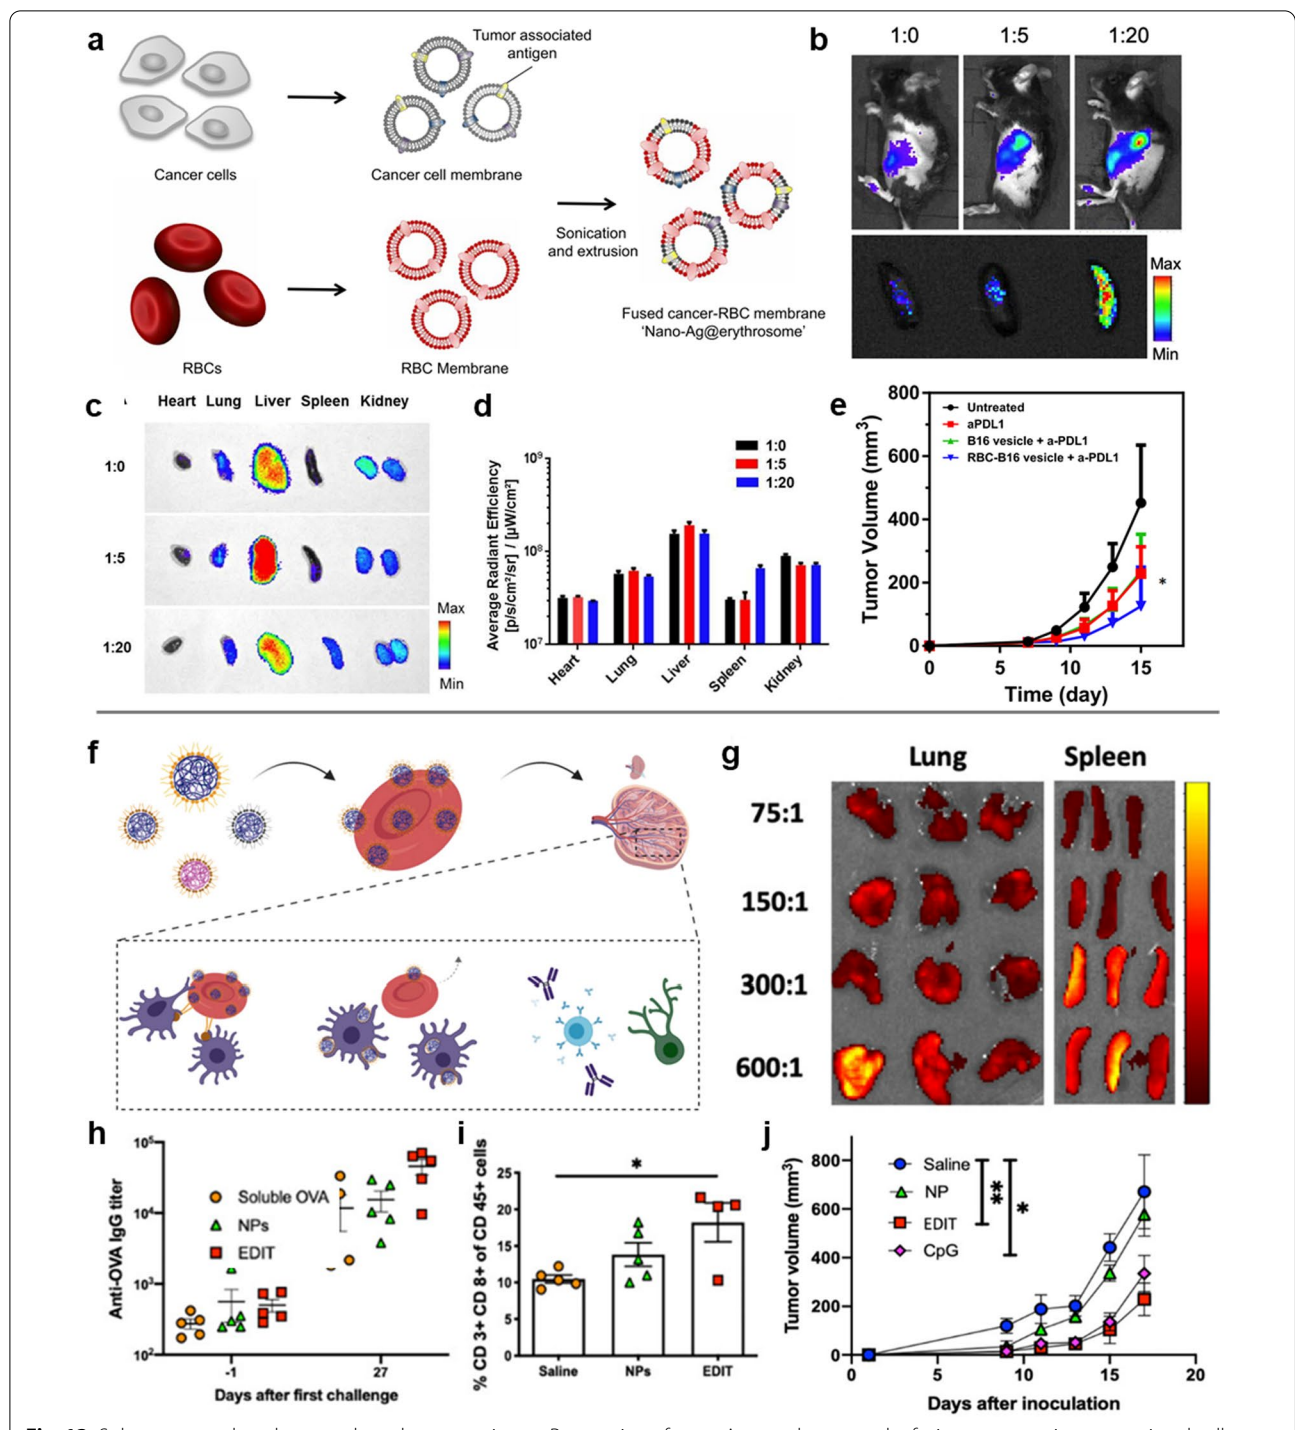 a
Cancer cells
Tumor associated
antigen
Cancer cell membrane
RBCs
RBC Membrane
Sonication
and extrusion
Fused cancer-RBC membrane
‘Nano-Ag@erythrosome’
b
1:0 1:5 1:20
Max
Min
c
Heart Lung Liver Spleen Kidney
1:0
1:5
1:20
Max
Min
d
1:0
1:5
1:20
Average Radiant Efficiency
[p/s/cm²/sr] / [µW/cm²]
10⁹
10⁸
10⁷
Heart Lung Liver Spleen Kidney
e
Untreated
aPDL1
B16 vesicle + a-PDL1
RBC-B16 vesicle + a-PDL1
Tumor Volume (mm³)
800
600
400
200
0
*
0 5 10 15
Time (day)
f
g
Lung Spleen
75:1
150:1
300:1
600:1
h
Anti-OVA IgG titer
10⁵
10⁴
10³
10²
Soluble OVA
NPs
EDIT
-1 27
Days after first challenge
i
% CD 3+ CD 8+ of CD 45+ cells
25
20
15
10
5
0
*
Saline NPs EDIT
j
Tumor volume (mm³)
800
600
400
200
0
Saline
NP
EDIT
CpG
**
*
0 5 10 15 20
Days after inoculation